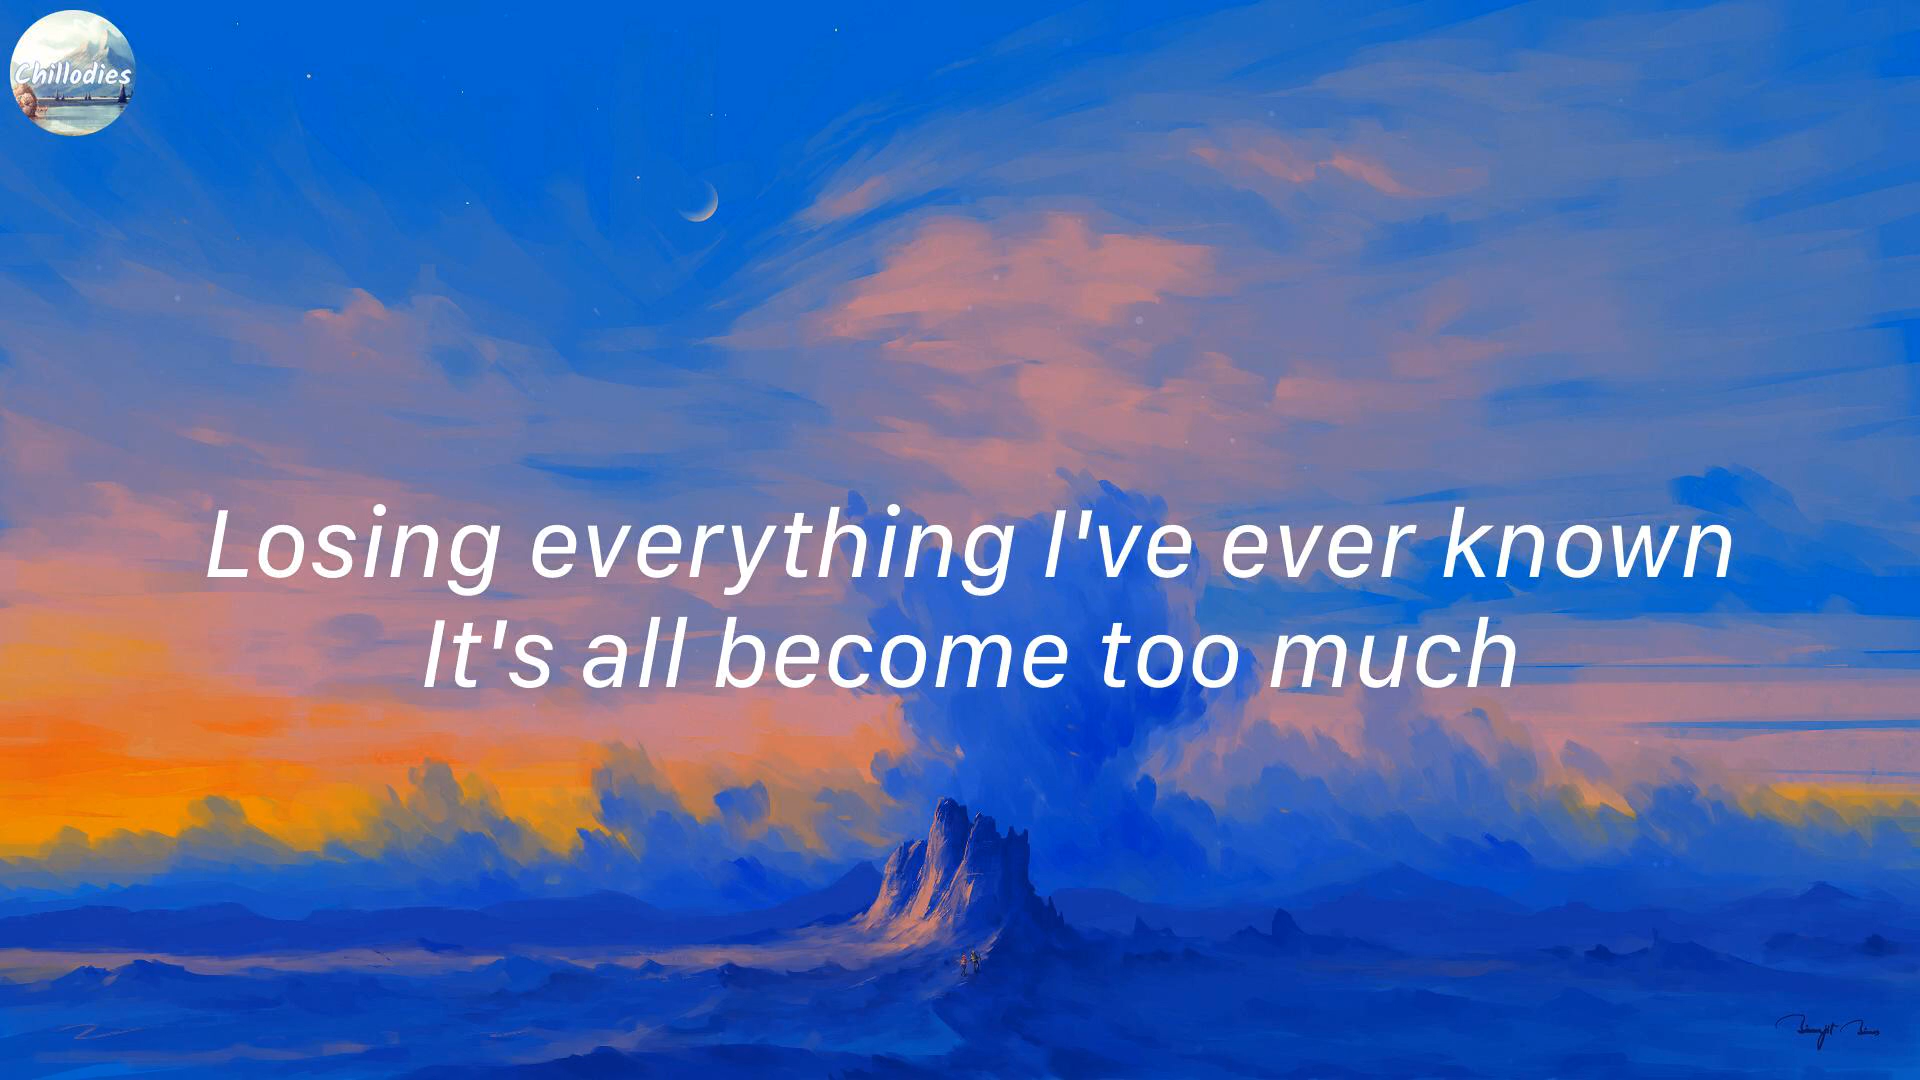 Chillodies
Losing everything I've ever known
It's all become too much